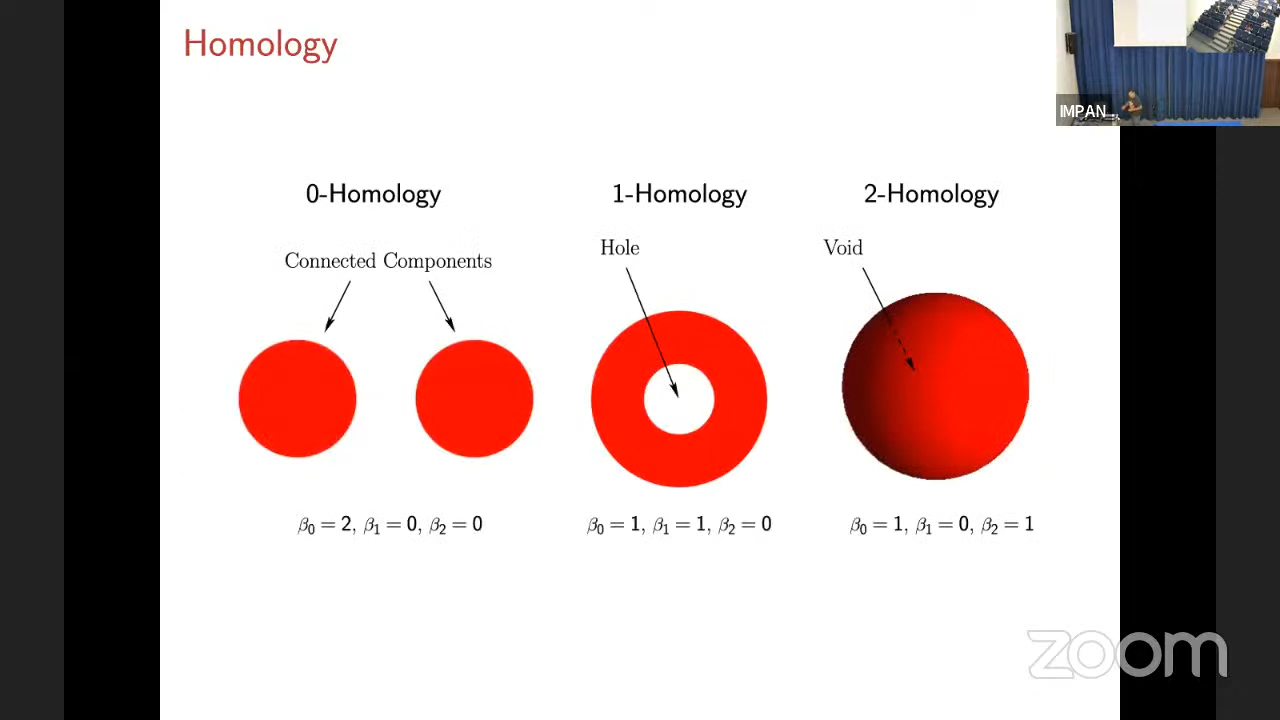 Homology
IMPAN...
0-Homology
1-Homology
2-Homology
Connected Components
Hole
Void
β₀ = 2, β₁ = 0, β₂ = 0
β₀ = 1, β₁ = 1, β₂ = 0
β₀ = 1, β₁ = 0, β₂ = 1
zoom